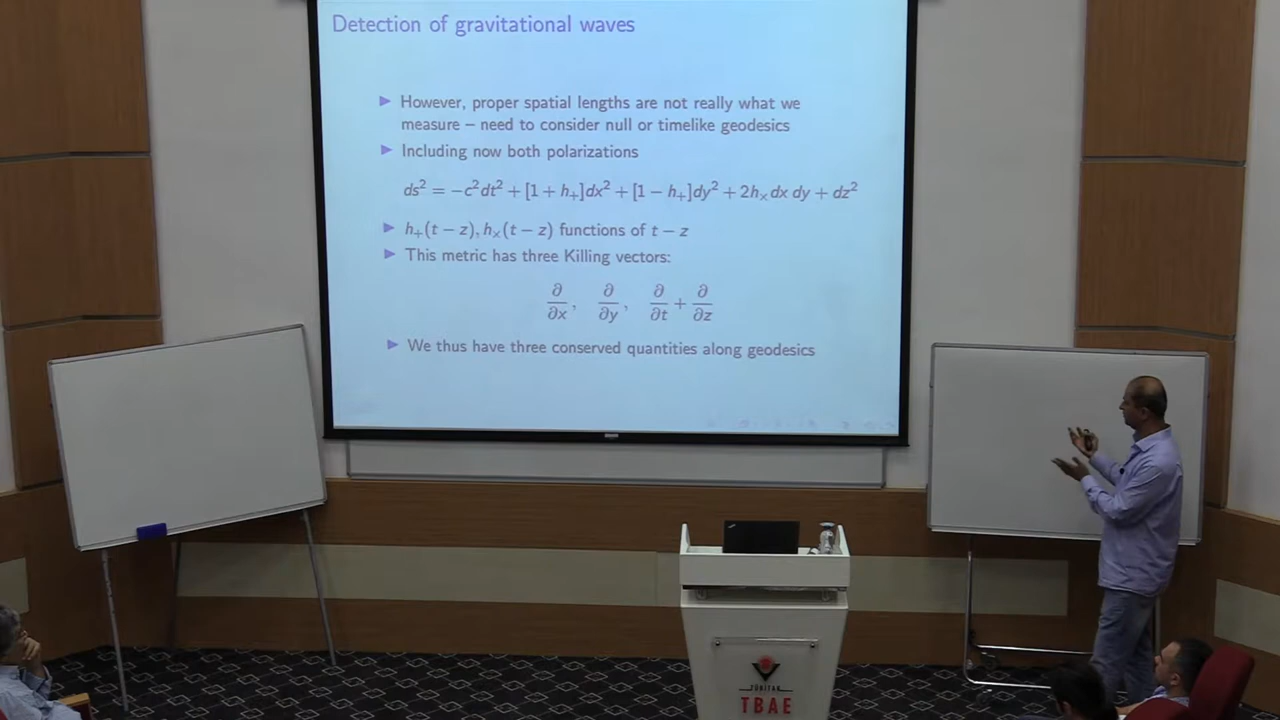 Detection of gravitational waves
However, proper spatial lengths are not really what we
measure – need to consider null or timelike geodesics
Including now both polarizations
ds² = −c²dt² + [1 + h₊]dx² + [1 − h₊]dy² + 2hₓ dx dy + dz²
h₊(t − z), hₓ(t − z) functions of t − z
This metric has three Killing vectors:
∂/∂x, ∂/∂y, ∂/∂t + ∂/∂z
We thus have three conserved quantities along geodesics
TÜBİTAK
TBAE